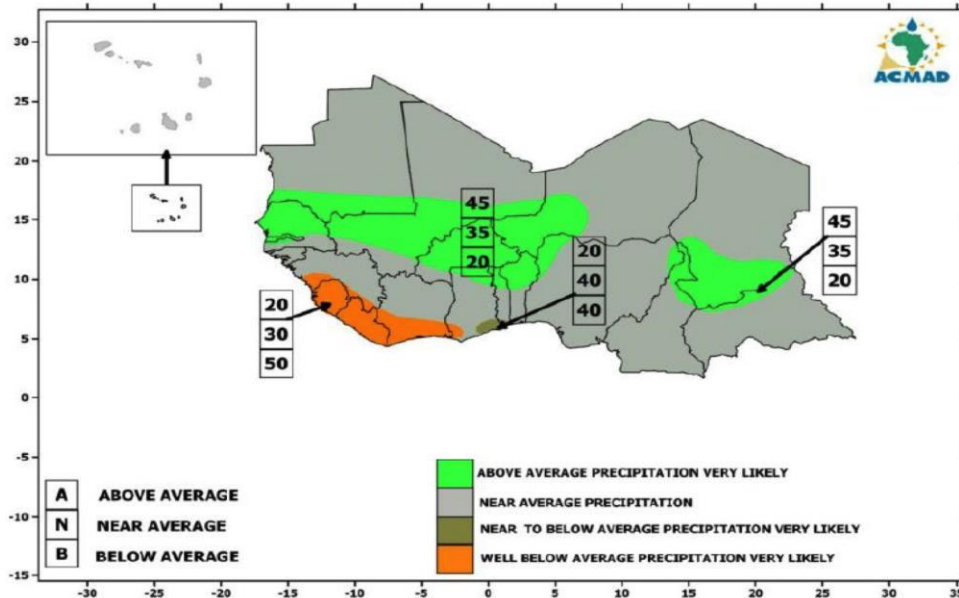 ACMAD
30
25
20
15
10
5
0
-5
-10
-15
45
35
20
20
40
40
45
35
20
20
30
50
A ABOVE AVERAGE
N NEAR AVERAGE
B BELOW AVERAGE
ABOVE AVERAGE PRECIPITATION VERY LIKELY
NEAR AVERAGE PRECIPITATION
NEAR TO BELOW AVERAGE PRECIPITATION VERY LIKELY
WELL BELOW AVERAGE PRECIPITATION VERY LIKELY
-30 -25 -20 -15 -10 -5 0 5 10 15 20 25 30